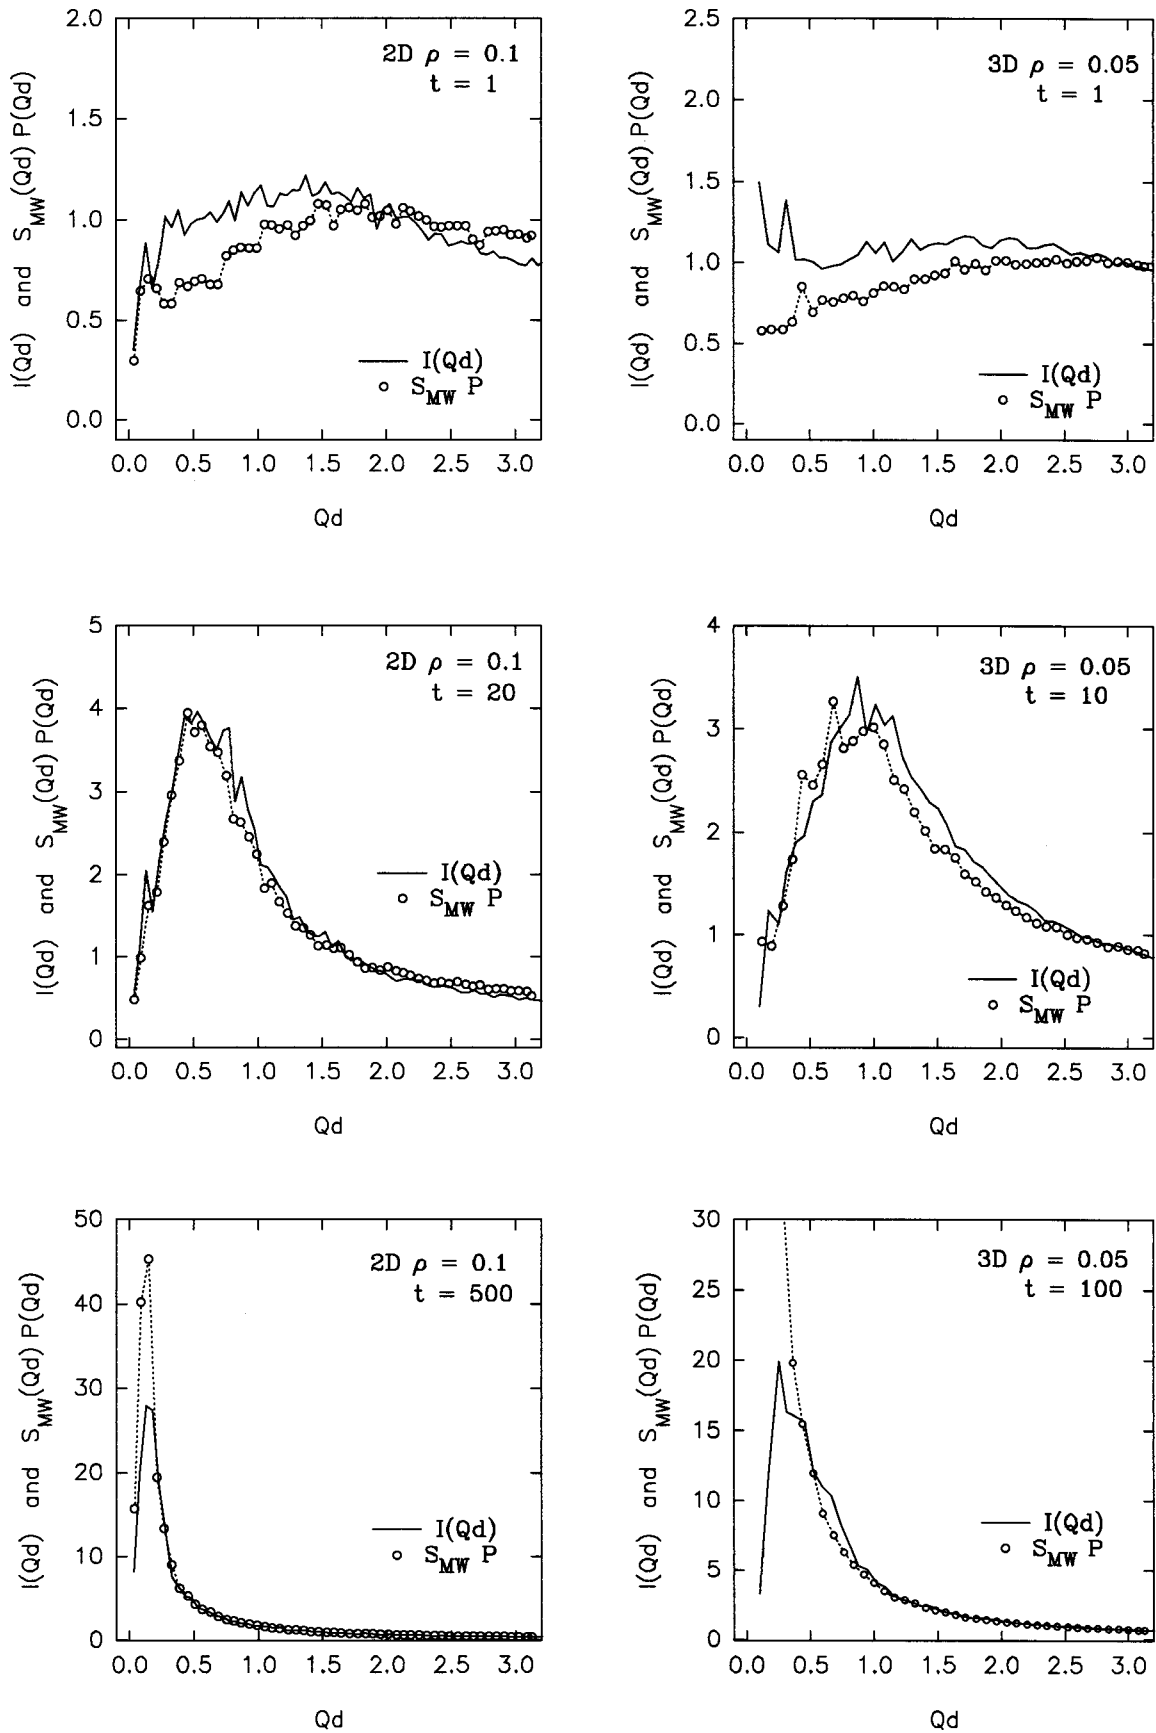 2D ρ = 0.1
t = 1
2.0
1.5
1.0
0.5
0.0
I(Qd) and S_MW(Qd) P(Qd)
I(Qd)
S_MW P
0.0 0.5 1.0 1.5 2.0 2.5 3.0
Qd
3D ρ = 0.05
t = 1
2.5
2.0
1.5
1.0
0.5
0.0
I(Qd) and S_MW(Qd) P(Qd)
I(Qd)
S_MW P
0.0 0.5 1.0 1.5 2.0 2.5 3.0
Qd
2D ρ = 0.1
t = 20
5
4
3
2
1
0
I(Qd) and S_MW(Qd) P(Qd)
I(Qd)
S_MW P
0.0 0.5 1.0 1.5 2.0 2.5 3.0
Qd
3D ρ = 0.05
t = 10
4
3
2
1
0
I(Qd) and S_MW(Qd) P(Qd)
I(Qd)
S_MW P
0.0 0.5 1.0 1.5 2.0 2.5 3.0
Qd
2D ρ = 0.1
t = 500
50
40
30
20
10
0
I(Qd) and S_MW(Qd) P(Qd)
I(Qd)
S_MW P
0.0 0.5 1.0 1.5 2.0 2.5 3.0
Qd
3D ρ = 0.05
t = 100
30
25
20
15
10
5
0
I(Qd) and S_MW(Qd) P(Qd)
I(Qd)
S_MW P
0.0 0.5 1.0 1.5 2.0 2.5 3.0
Qd